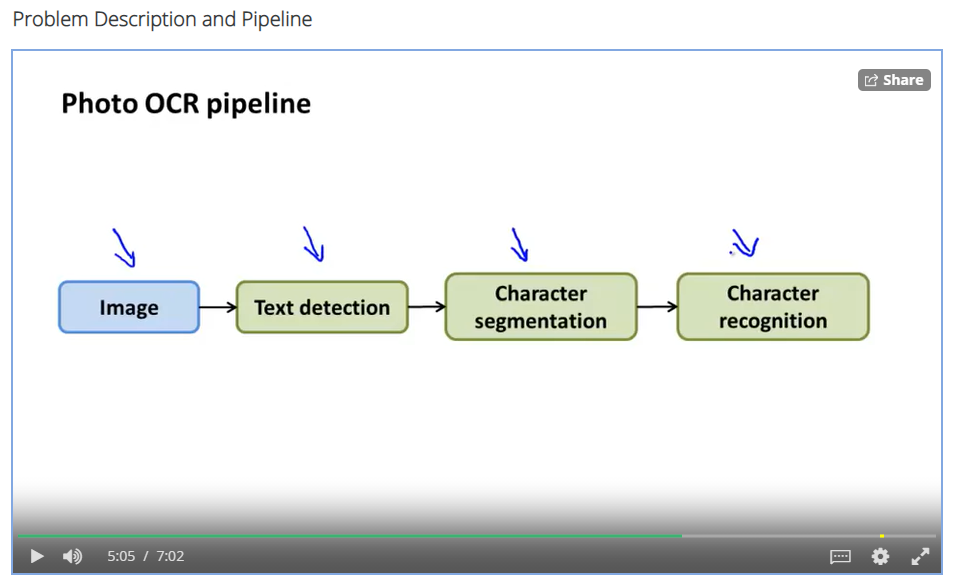 Problem Description and Pipeline
Share
Photo OCR pipeline
Image
Text detection
Character
segmentation
Character
recognition
5:05 / 7:02